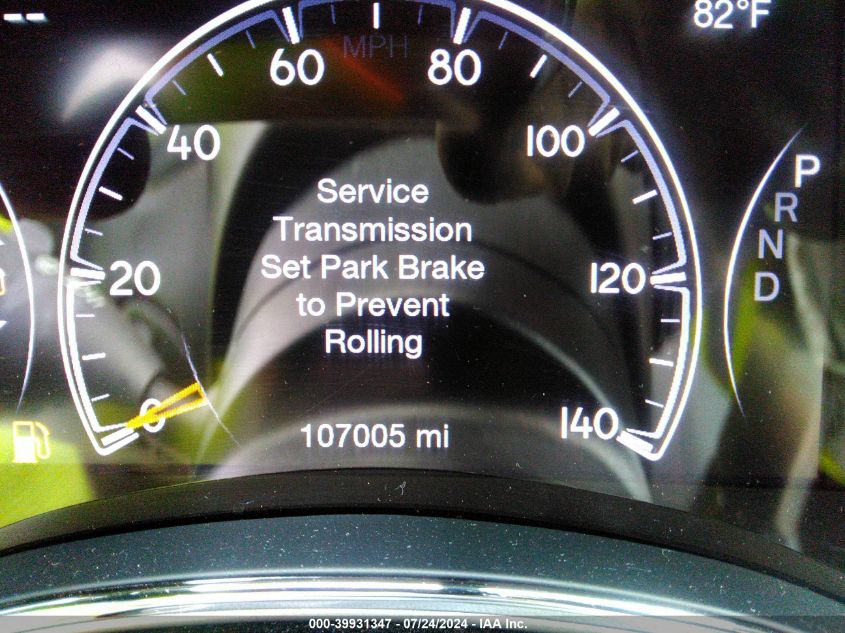 --
82°F
MPH
60
80
40
100
20
120
0
140
P
R
N
D
Service
Transmission
Set Park Brake
to Prevent
Rolling
107005 mi
000-39931347 - 07/24/2024 - IAA Inc.